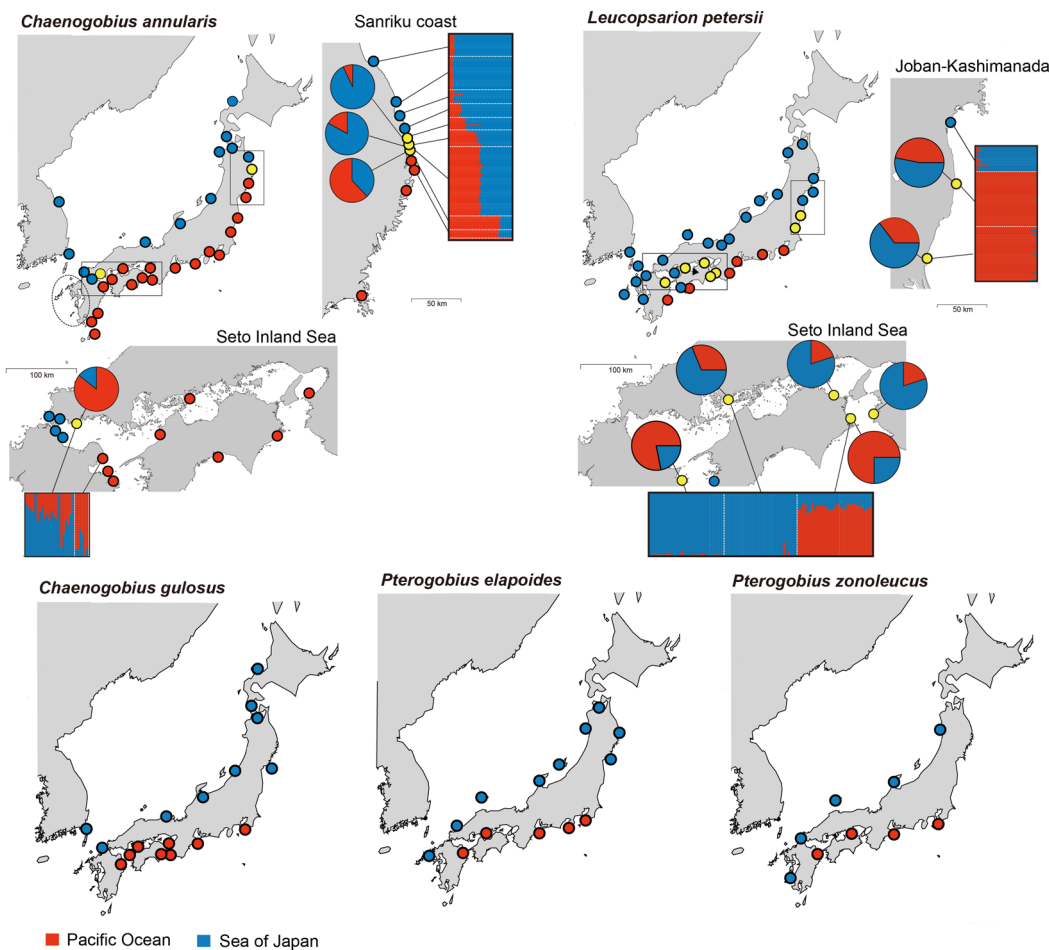 Chaenogobius annularis
Sanriku coast
Leucopsarion petersii
Joban-Kashimanada
50 km
50 km
Seto Inland Sea
100 km
Seto Inland Sea
100 km
Chaenogobius gulosus
Pterogobius elapoides
Pterogobius zonoleucus
Pacific Ocean
Sea of Japan